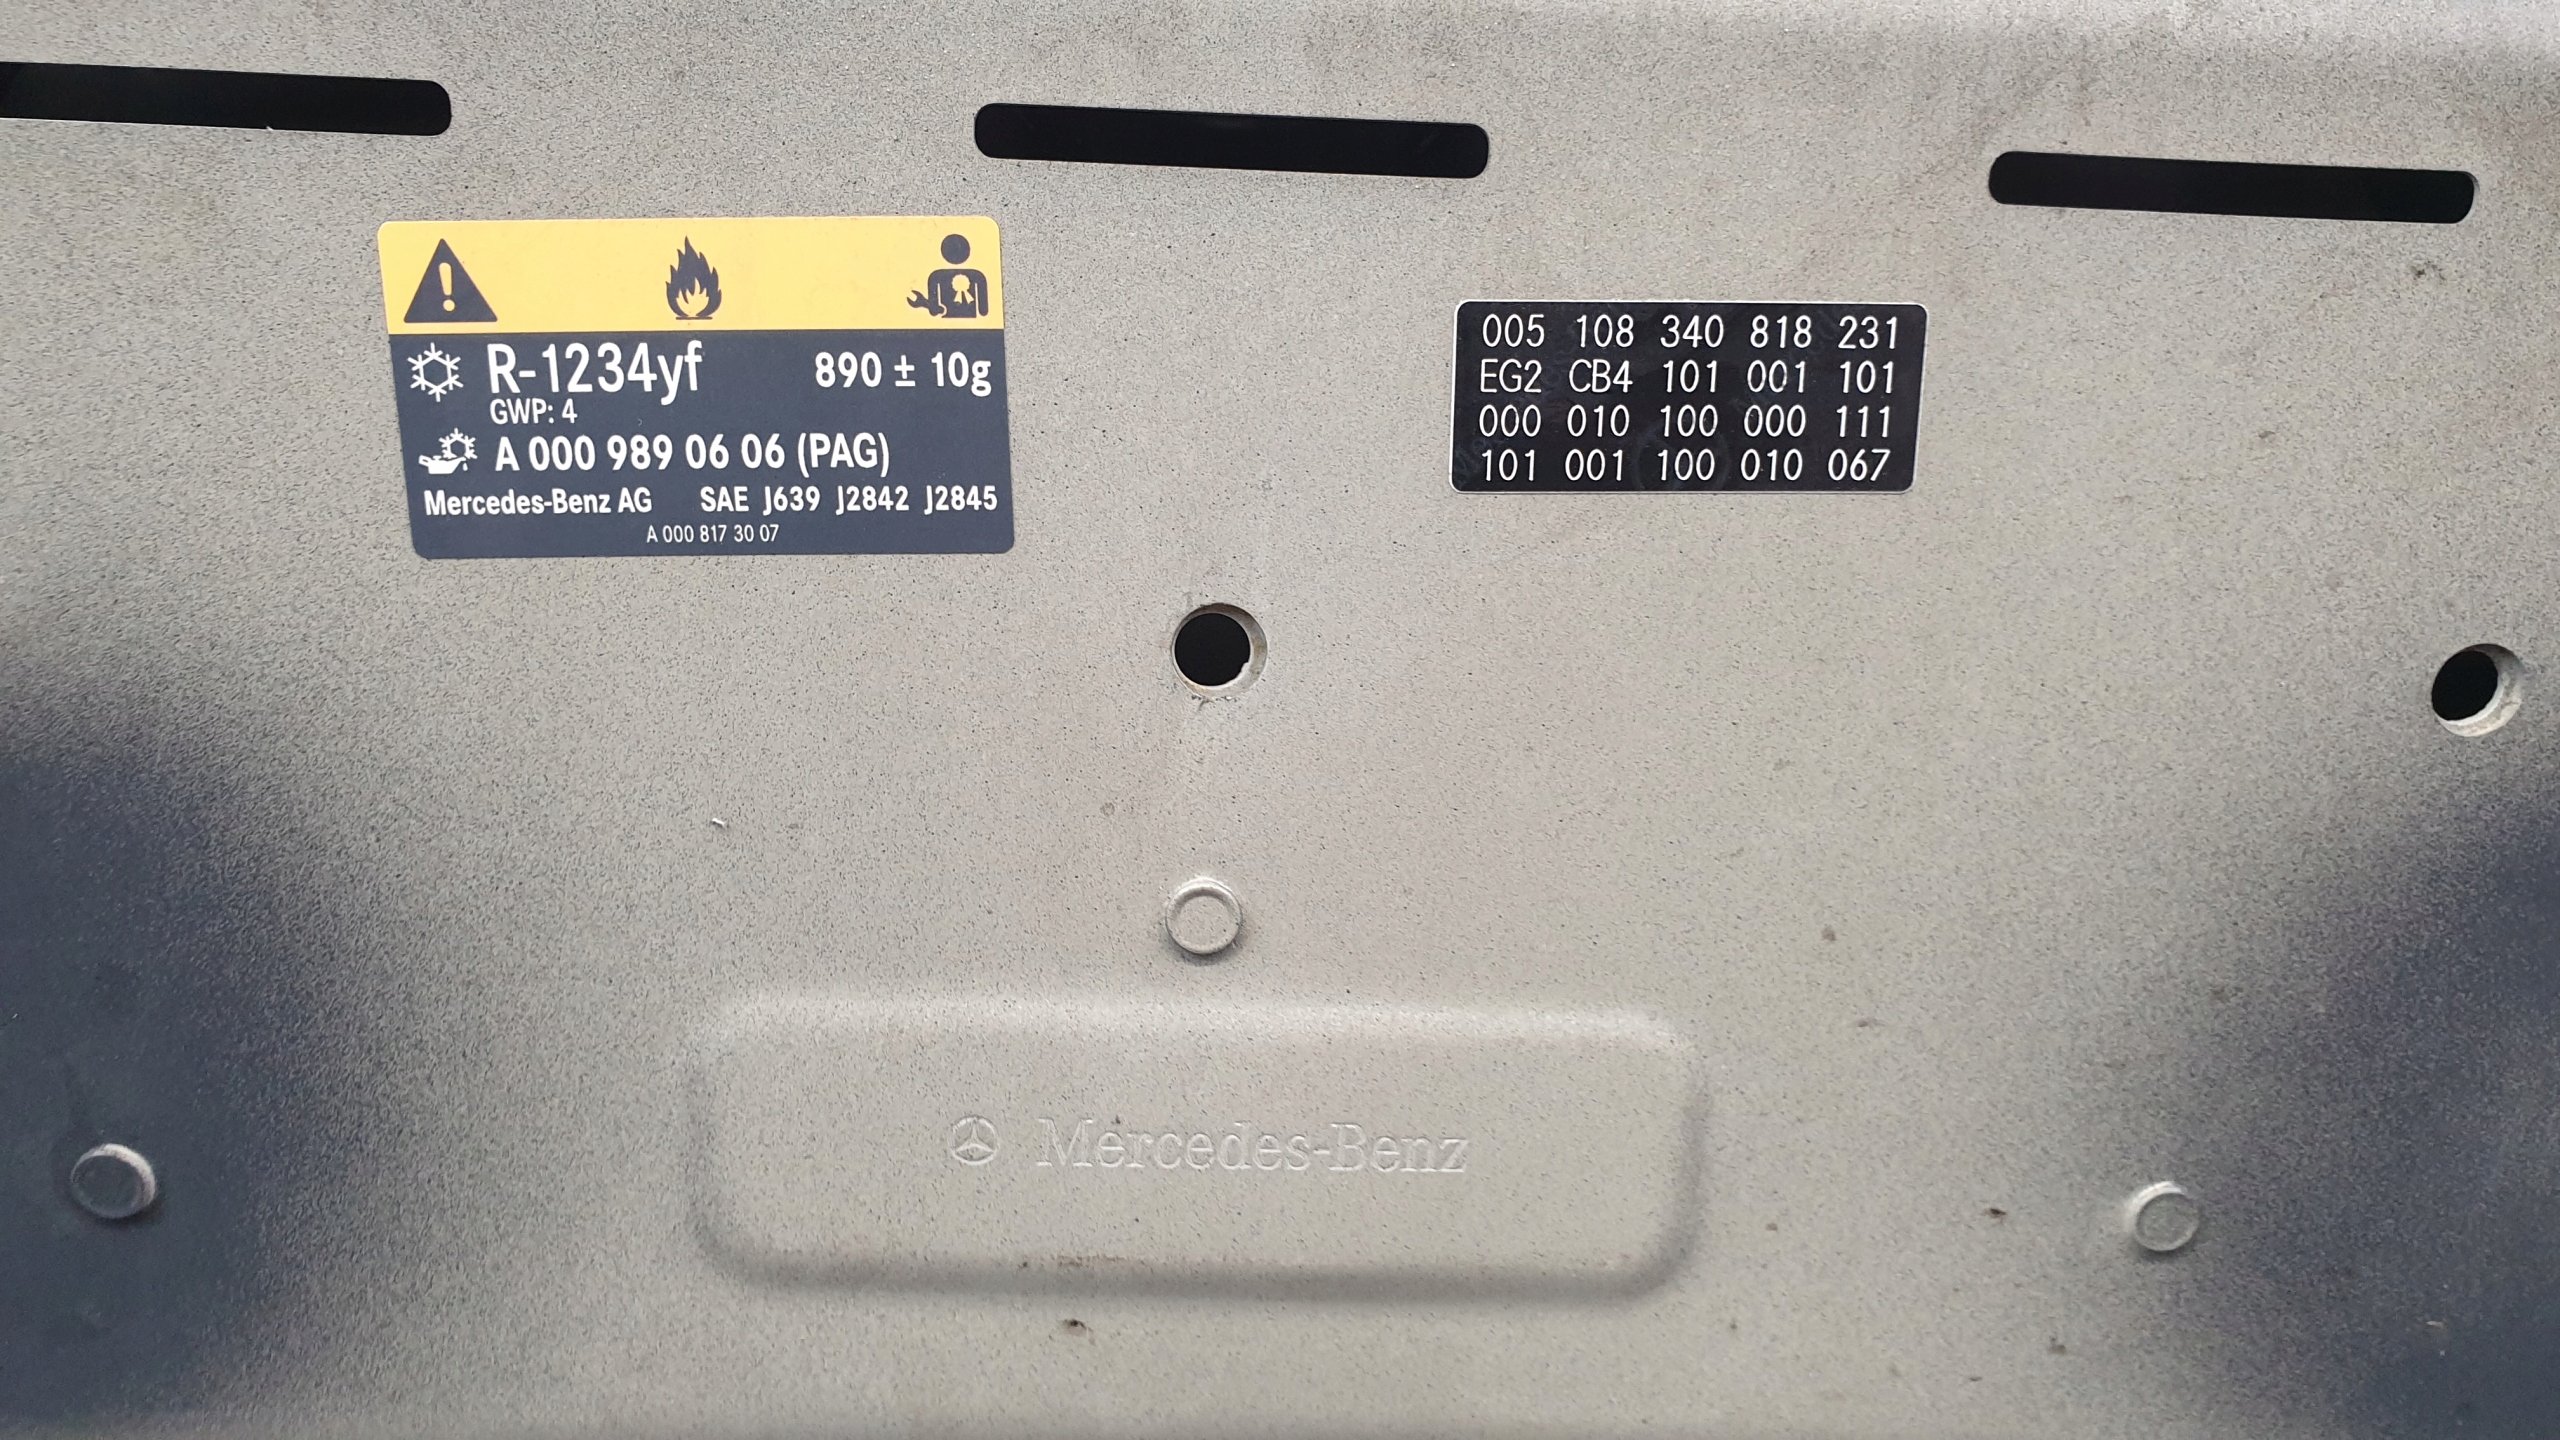 R-1234yf 890 ± 10g
GWP: 4
A 000 989 06 06 (PAG)
Mercedes-Benz AG SAE J639 J2842 J2845
A 000 817 30 07
005 108 340 818 231
EG2 CB4 101 001 101
000 010 100 000 111
101 001 100 010 067
Mercedes-Benz